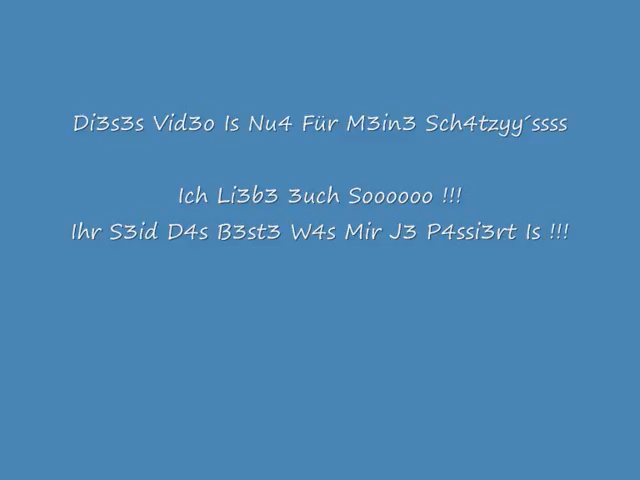 Di3s3s Vid3o Is Nu4 Für M3in3 Sch4tzyy´ssss
Ich Li3b3 3uch Soooooo !!!
Ihr S3id D4s B3st3 W4s Mir J3 P4ssi3rt Is !!!